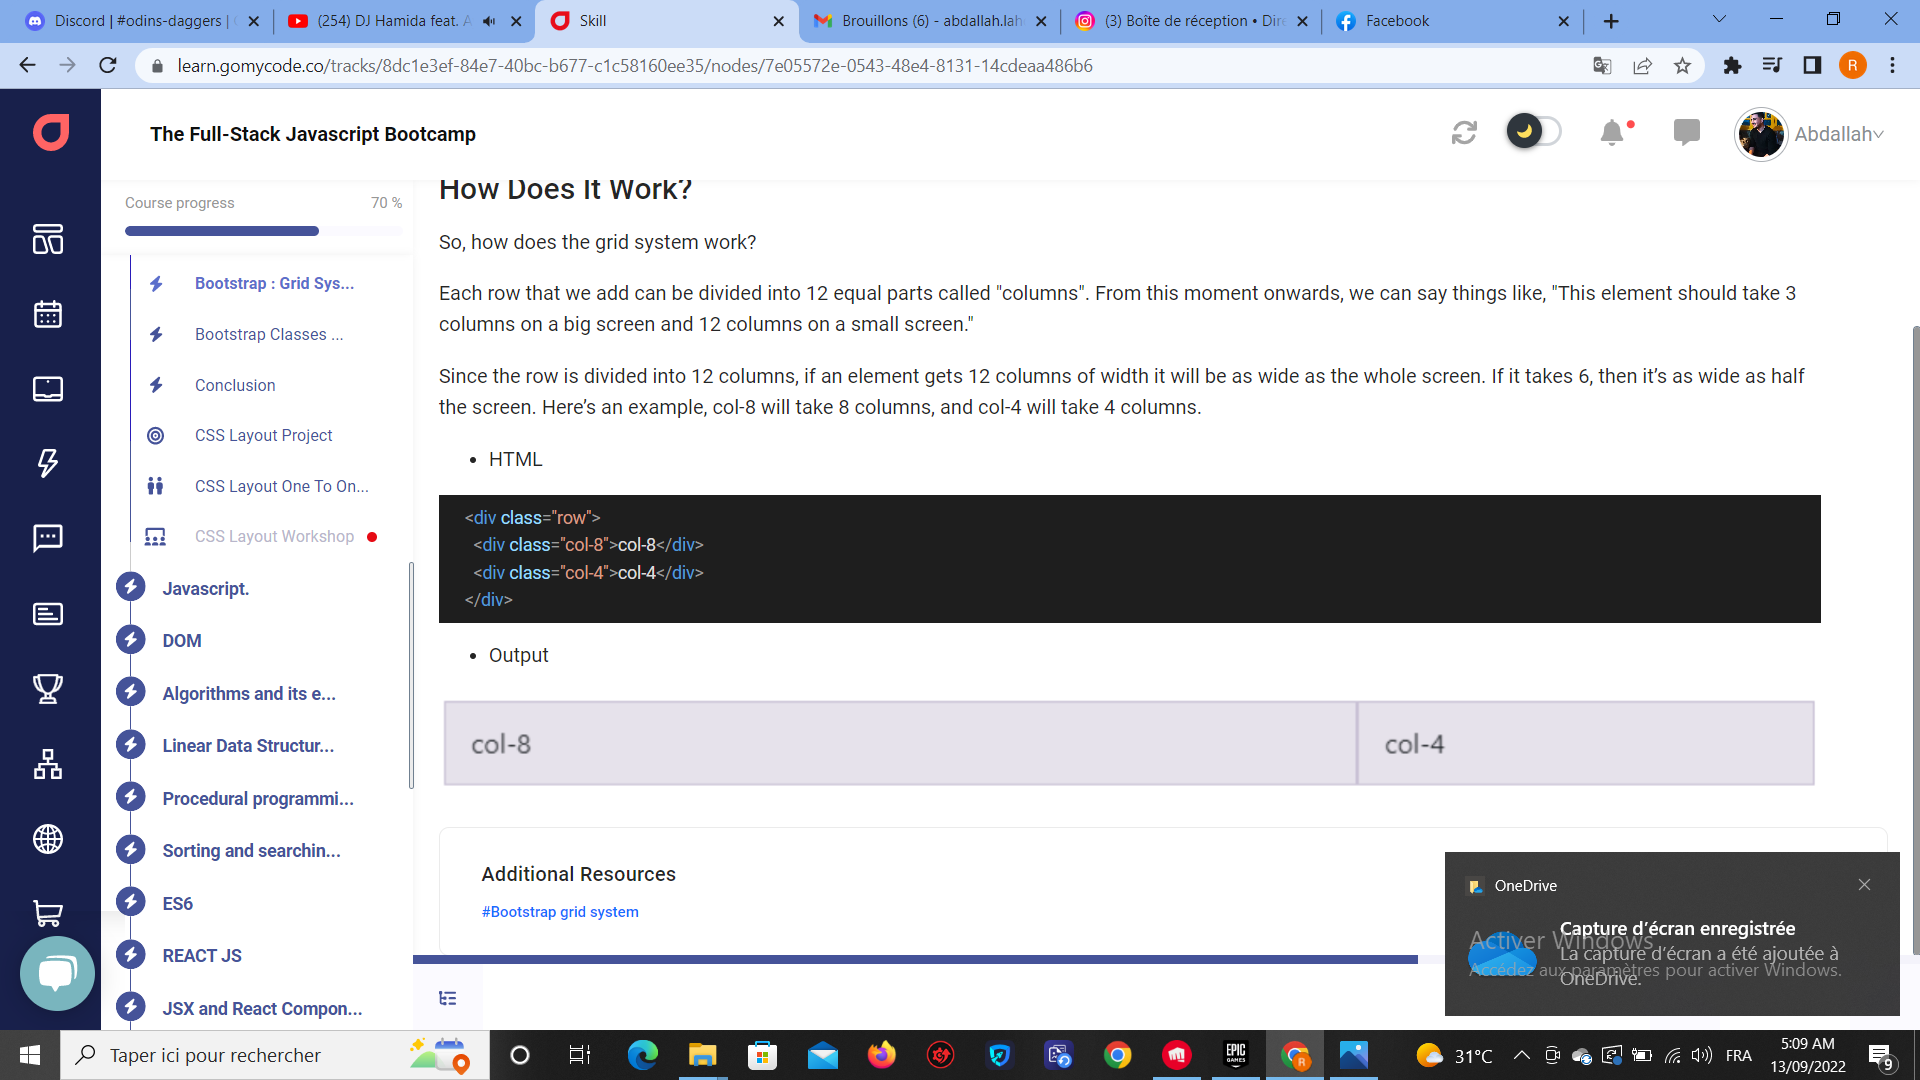 Discord | #odins-daggers |
(254) DJ Hamida feat. A
Skill
Brouillons (6) - abdallah.lah
(3) Boîte de réception • Dire
Facebook
learn.gomycode.co/tracks/8dc1e3ef-84e7-40bc-b677-c1c58160ee35/nodes/7e05572e-0543-48e4-8131-14cdeaa486b6
R
The Full-Stack Javascript Bootcamp
Abdallah
Course progress
70 %
Bootstrap : Grid Sys...
Bootstrap Classes ...
Conclusion
CSS Layout Project
CSS Layout One To On...
CSS Layout Workshop
Javascript.
DOM
Algorithms and its e...
Linear Data Structur...
Procedural programmi...
Sorting and searchin...
ES6
REACT JS
JSX and React Compon...
How Does It Work?
So, how does the grid system work?
Each row that we add can be divided into 12 equal parts called "columns". From this moment onwards, we can say things like, "This element should take 3
columns on a big screen and 12 columns on a small screen."
Since the row is divided into 12 columns, if an element gets 12 columns of width it will be as wide as the whole screen. If it takes 6, then it’s as wide as half
the screen. Here’s an example, col-8 will take 8 columns, and col-4 will take 4 columns.
• HTML
<div class="row">
<div class="col-8">col-8</div>
<div class="col-4">col-4</div>
</div>
• Output
col-8
col-4
Additional Resources
#Bootstrap grid system
OneDrive
Capture d’écran enregistrée
La capture d’écran a été ajoutée à
OneDrive.
Activer Windows
Accédez aux paramètres pour activer Windows.
Taper ici pour rechercher
EPIC
GAMES
R
31°C
FRA
5:09 AM
13/09/2022
9